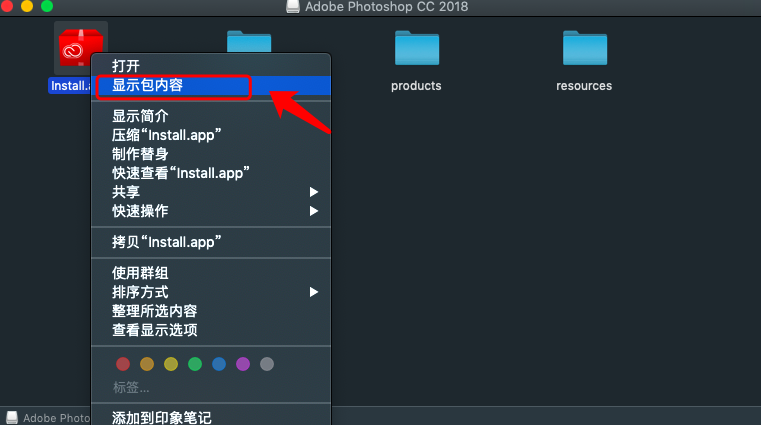 Adobe Photoshop CC 2018
Install.a
products
resources
打开
显示包内容
显示简介
压缩“Install.app”
制作替身
快速查看“Install.app”
共享
快速操作
拷贝“Install.app”
使用群组
排序方式
整理所选内容
查看显示选项
标签...
添加到印象笔记
Adobe Photo